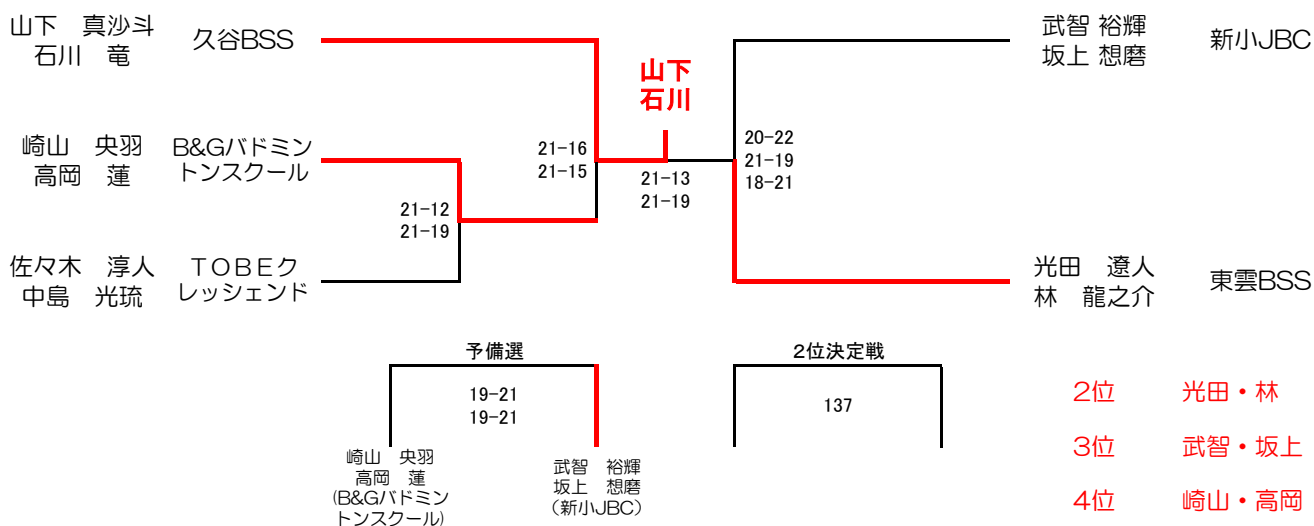 山下　真沙斗
石川　竜
久谷BSS
崎山　央羽
高岡　蓮
B&Gバドミン
トンスクール
佐々木　淳人
中島　光琉
TOBEク
レッシェンド
21-12
21-19
21-16
21-15
山下
石川
21-13
21-19
20-22
21-19
18-21
武智 裕輝
坂上 想磨
新小JBC
光田　遼人
林　龍之介
東雲BSS
予備選
19-21
19-21
崎山　央羽
高岡　蓮
(B&Gバドミン
トンスクール)
武智　裕輝
坂上　想磨
（新小JBC）
2位決定戦
137
2位　光田・林
3位　武智・坂上
4位　崎山・高岡